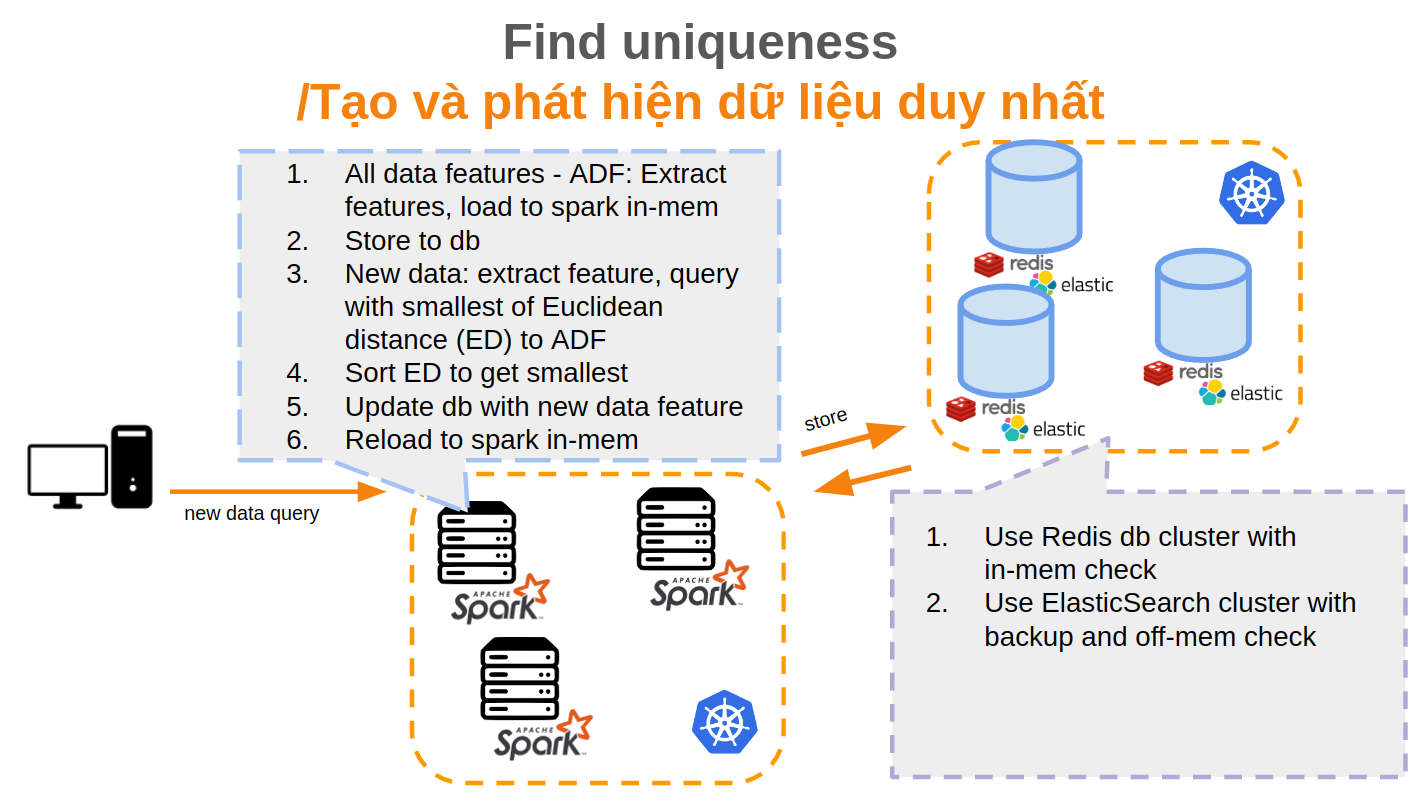 Find uniqueness
/Tạo và phát hiện dữ liệu duy nhất
1. All data features - ADF: Extract
features, load to spark in-mem
2. Store to db
3. New data: extract feature, query
with smallest of Euclidean
distance (ED) to ADF
4. Sort ED to get smallest
5. Update db with new data feature
6. Reload to spark in-mem
redis
elastic
redis
elastic
redis
elastic
store
new data query
APACHE
Spark
APACHE
Spark
APACHE
Spark
1. Use Redis db cluster with
in-mem check
2. Use ElasticSearch cluster with
backup and off-mem check